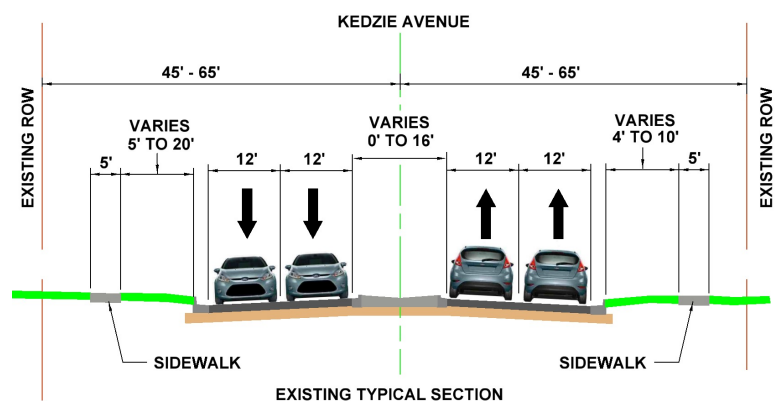 KEDZIE AVENUE
45' - 65'
45' - 65'
EXISTING ROW
VARIES
5' TO 20'
VARIES
0' TO 16'
VARIES
4' TO 10'
EXISTING ROW
5'
12'
12'
12'
12'
5'
SIDEWALK
SIDEWALK
EXISTING TYPICAL SECTION